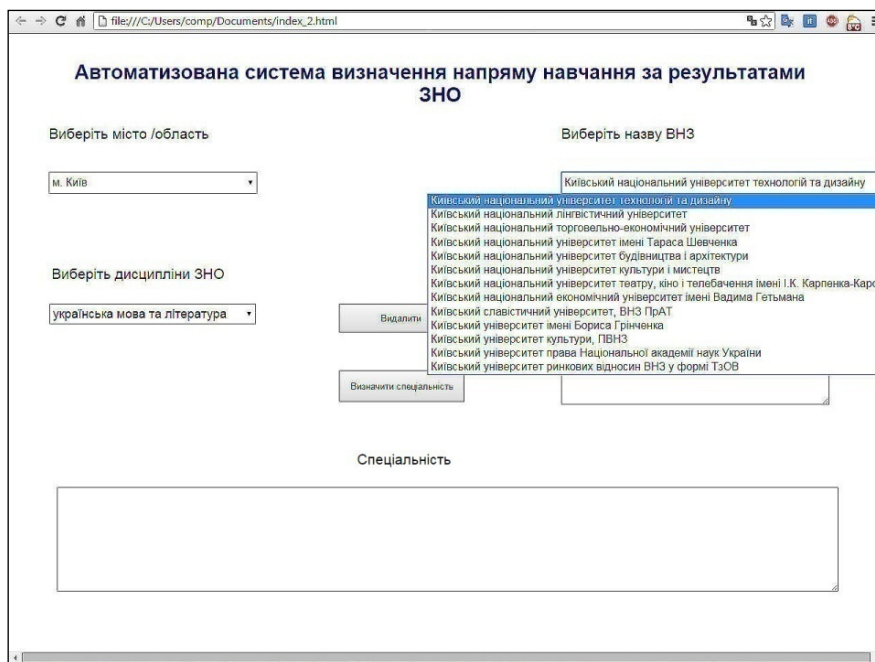 file:///C:/Users/comp/Documents/index_2.html
Автоматизована система визначення напряму навчання за результатами
ЗНО
Виберіть місто /область
Виберіть назву ВНЗ
м. Київ
Київський національний університет технологій та дизайну
Київський національний університет технологій та дизайну
Київський національний лінгвістичний університет
Київський національний торговельно-економічний університет
Київський національний університет імені Тараса Шевченка
Київський національний університет будівництва і архітектури
Київський національний університет культури і мистецтв
Київський національний університет театру, кіно і телебачення імені І.К. Карпенка-Каро
Київський національний економічний університет імені Вадима Гетьмана
Київський славістичний університет, ВНЗ ПрАТ
Київський університет імені Бориса Грінченка
Київський університет культури, ПВНЗ
Київський університет права Національної академії наук України
Київський університет ринкових відносин ВНЗ у формі ТзОВ
Виберіть дисципліни ЗНО
українська мова та література
Видалити
Визначити спеціальність
Спеціальність